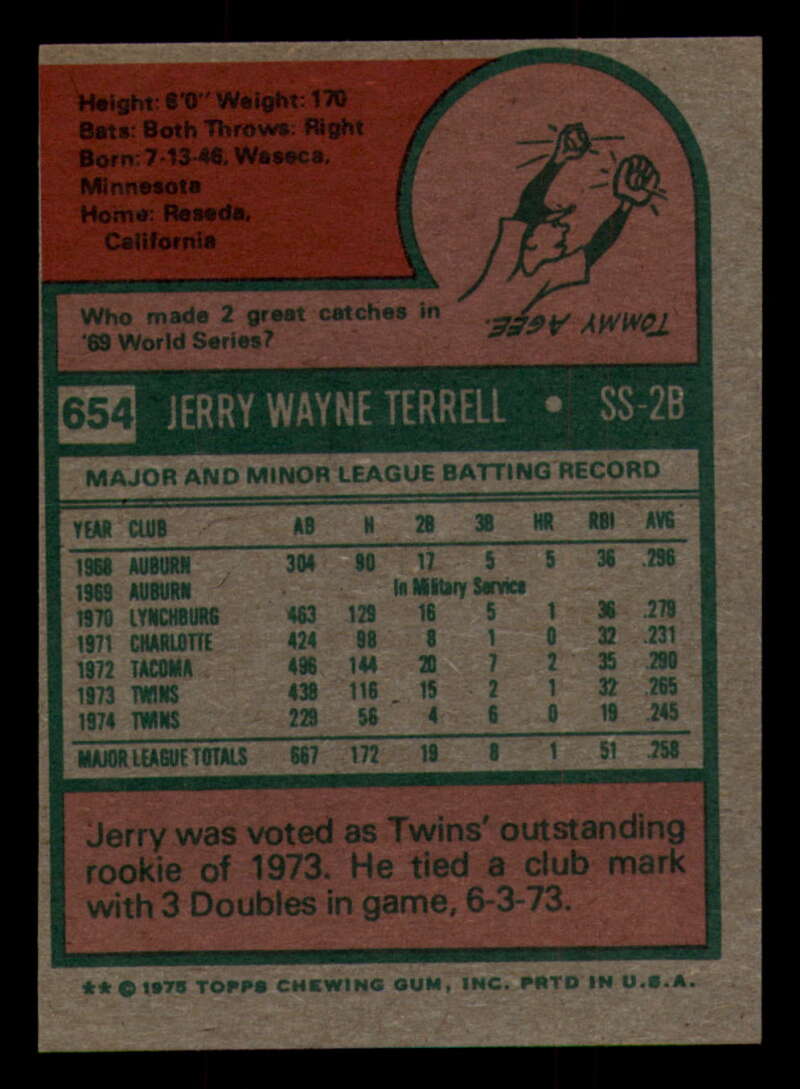 Height: 6'0" Weight: 170
Bats: Both Throws: Right
Born: 7-13-46, Waseca,
Minnesota
Home: Reseda,
California
Who made 2 great catches in
'69 World Series?
TOMMY AGEE.
654 JERRY WAYNE TERRELL • SS-2B
MAJOR AND MINOR LEAGUE BATTING RECORD
YEAR CLUB AB H 2B 3B HR RBI AVG
1968 AUBURN 304 90 17 5 5 36 .296
1969 AUBURN In Military Service
1970 LYNCHBURG 463 129 16 5 1 36 .279
1971 CHARLOTTE 424 98 8 1 0 32 .231
1972 TACOMA 496 144 20 7 2 35 .290
1973 TWINS 438 116 15 2 1 32 .265
1974 TWINS 229 56 4 6 0 19 .245
MAJOR LEAGUE TOTALS 667 172 19 8 1 51 .258
Jerry was voted as Twins' outstanding
rookie of 1973. He tied a club mark
with 3 Doubles in game, 6-3-73.
** © 1975 TOPPS CHEWING GUM, INC. PRTD IN U.S.A.